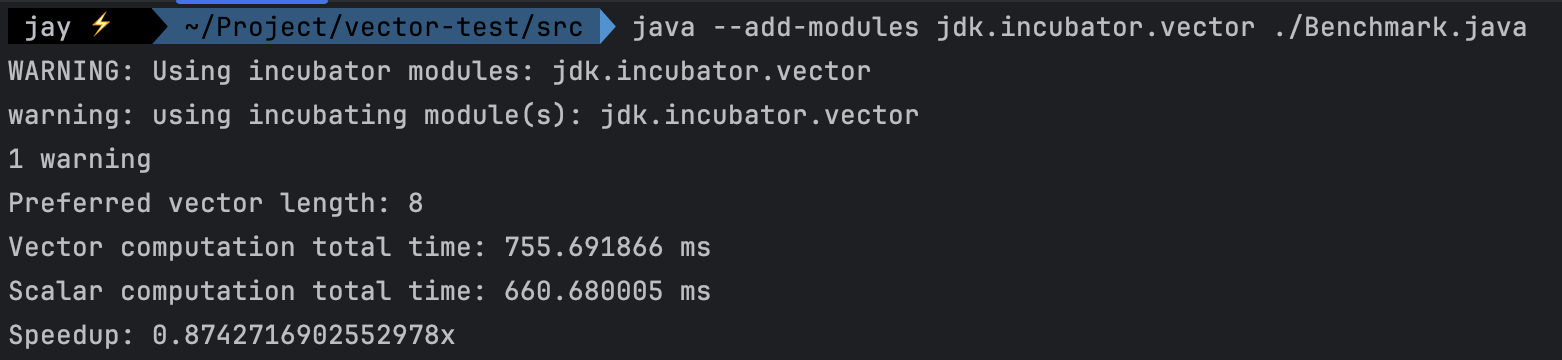 jay ⚡ ~/Project/vector-test/src java --add-modules jdk.incubator.vector ./Benchmark.java
WARNING: Using incubator modules: jdk.incubator.vector
warning: using incubating module(s): jdk.incubator.vector
1 warning
Preferred vector length: 8
Vector computation total time: 755.691866 ms
Scalar computation total time: 660.680005 ms
Speedup: 0.8742716902552978x